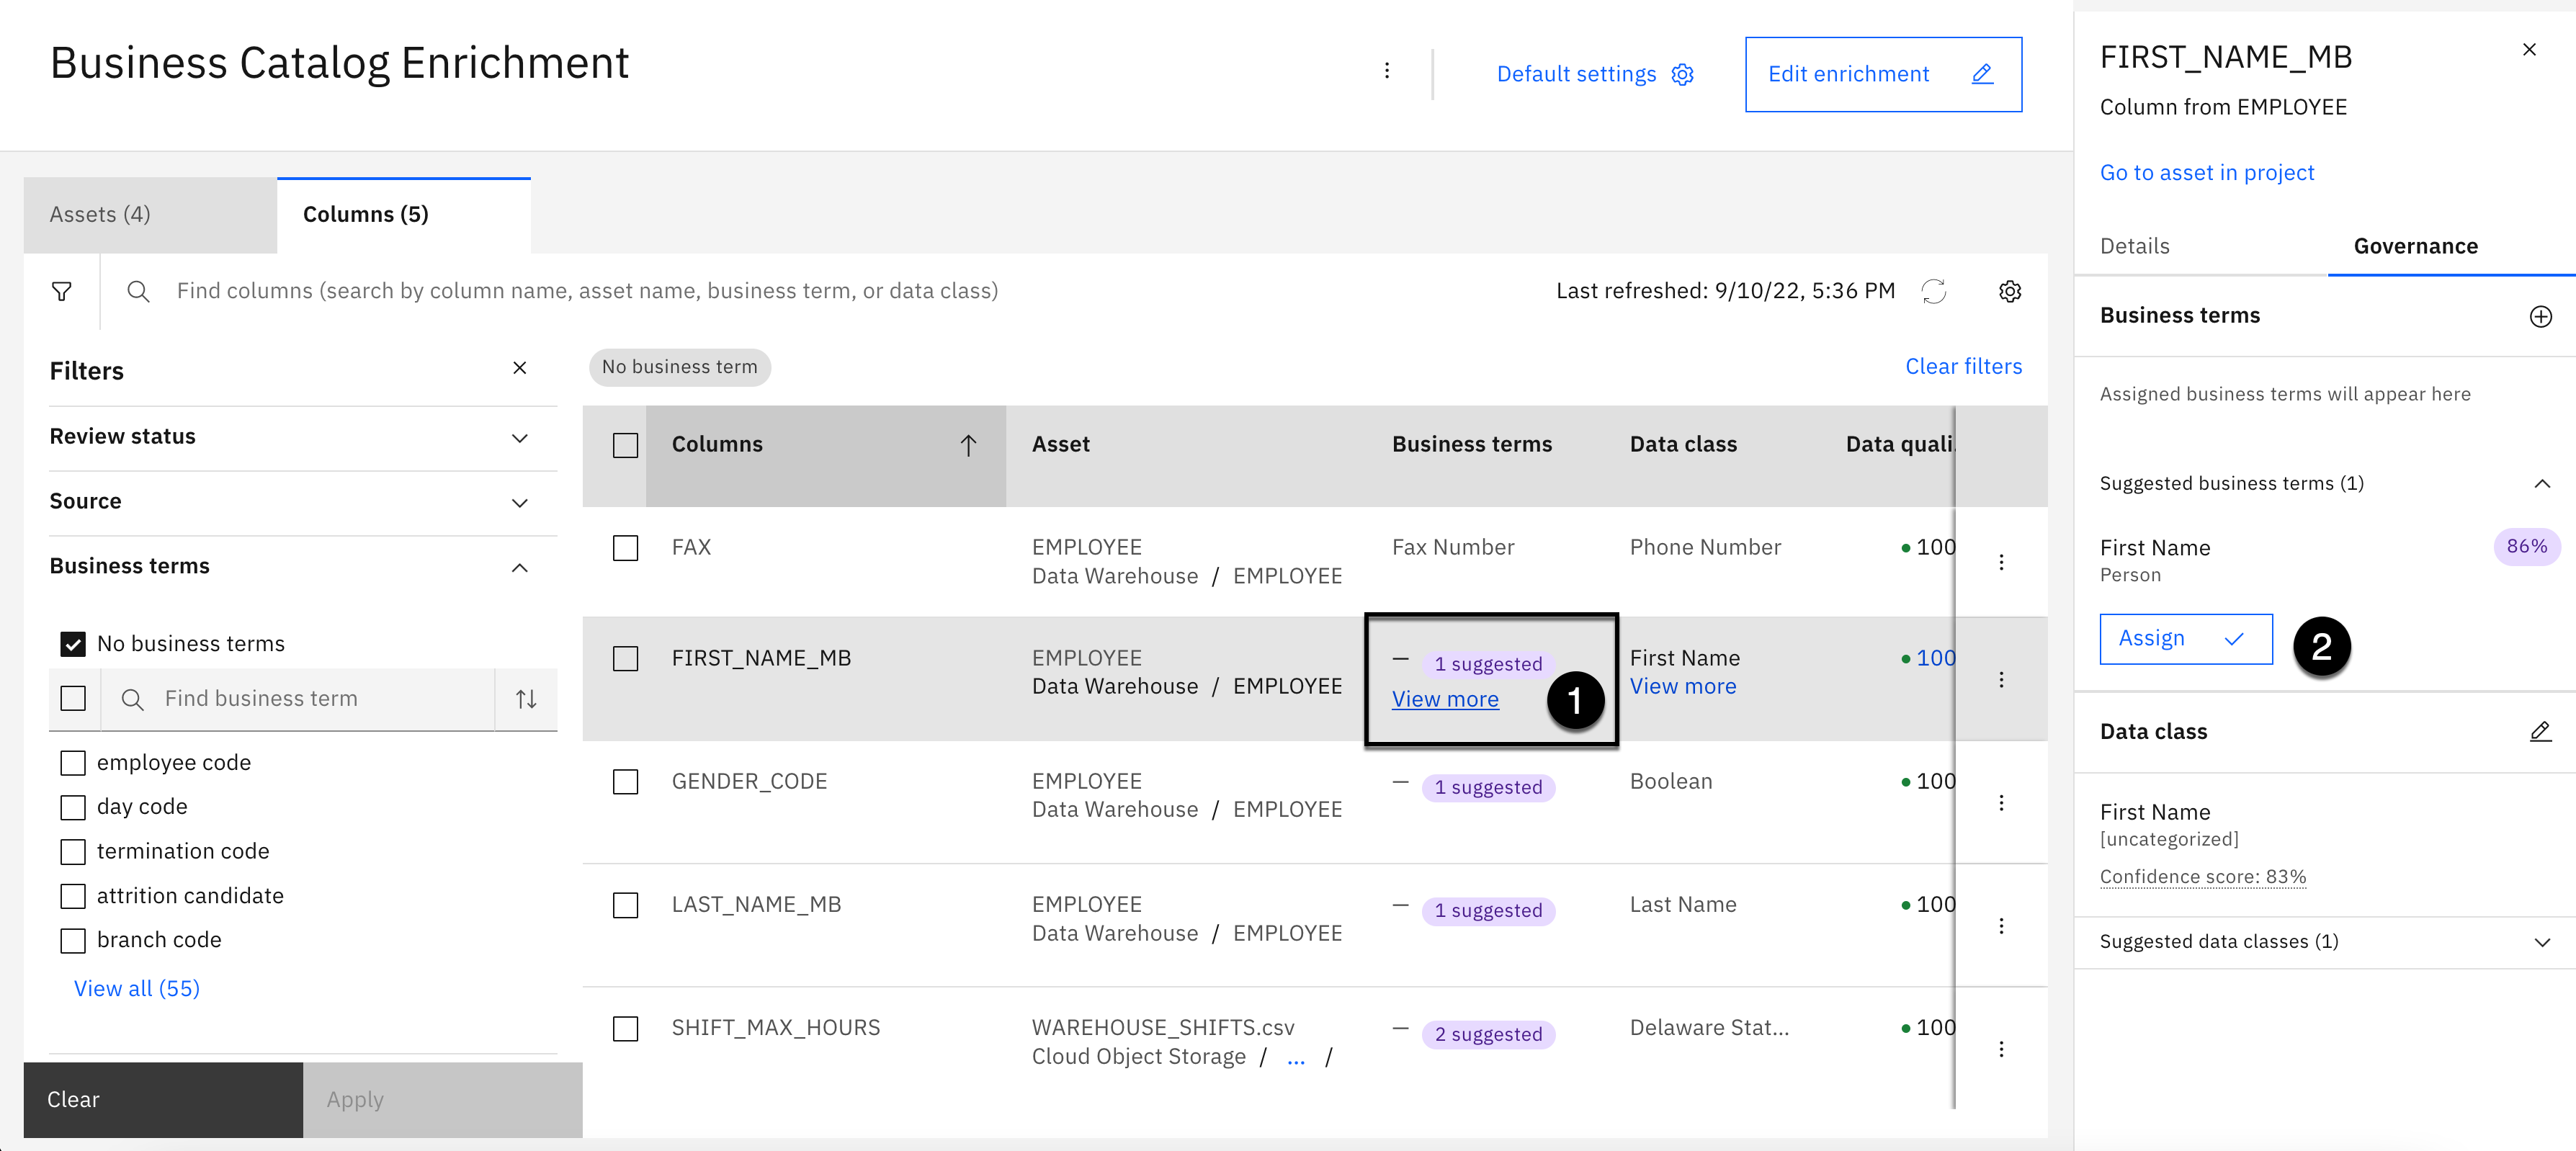 Business Catalog Enrichment
Default settings
Edit enrichment
Assets (4)
Columns (5)
Find columns (search by column name, asset name, business term, or data class)
Last refreshed: 9/10/22, 5:36 PM
Filters
Review status
Source
Business terms
No business terms
Find business term
employee code
day code
termination code
attrition candidate
branch code
View all (55)
Clear
Apply
No business term
Clear filters
Columns Asset Business terms Data class Data quali.
FAX EMPLOYEE Fax Number Phone Number 100
Data Warehouse / EMPLOYEE
FIRST_NAME_MB EMPLOYEE — 1 suggested First Name 100
Data Warehouse / EMPLOYEE View more View more
1
GENDER_CODE EMPLOYEE — 1 suggested Boolean 100
Data Warehouse / EMPLOYEE
LAST_NAME_MB EMPLOYEE — 1 suggested Last Name 100
Data Warehouse / EMPLOYEE
SHIFT_MAX_HOURS WAREHOUSE_SHIFTS.csv — 2 suggested Delaware Stat... 100
Cloud Object Storage / ... /
FIRST_NAME_MB
Column from EMPLOYEE
Go to asset in project
Details
Governance
Business terms
Assigned business terms will appear here
Suggested business terms (1)
First Name 86%
Person
Assign
2
Data class
First Name
[uncategorized]
Confidence score: 83%
Suggested data classes (1)